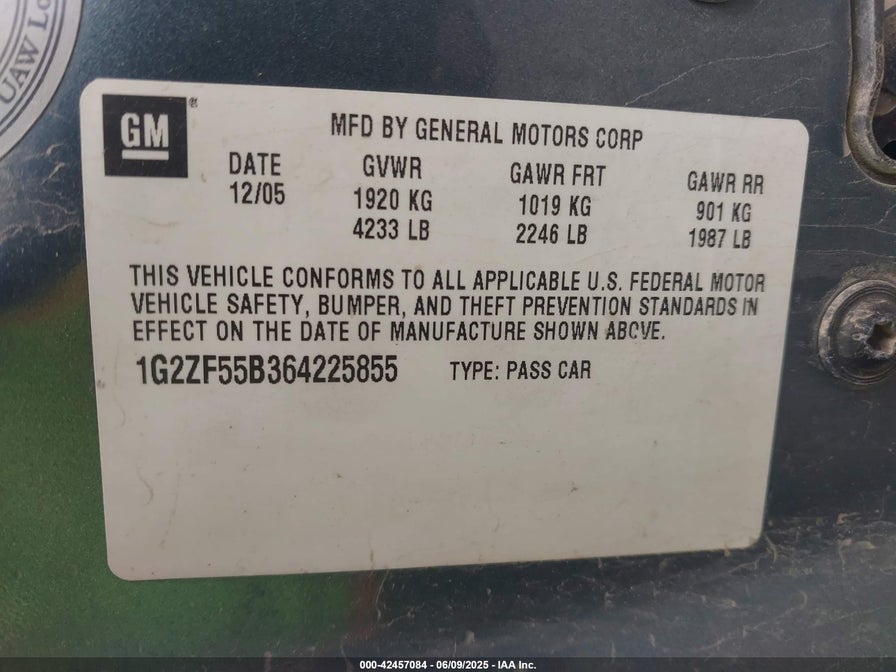 UAW Lo
GM®
MFD BY GENERAL MOTORS CORP
DATE GVWR GAWR FRT GAWR RR
12/05 1920 KG 1019 KG 901 KG
4233 LB 2246 LB 1987 LB
THIS VEHICLE CONFORMS TO ALL APPLICABLE U.S. FEDERAL MOTOR
VEHICLE SAFETY, BUMPER, AND THEFT PREVENTION STANDARDS IN
EFFECT ON THE DATE OF MANUFACTURE SHOWN ABOVE.
1G2ZF55B364225855 TYPE: PASS CAR
000-42457084 - 06/09/2025 - IAA Inc.